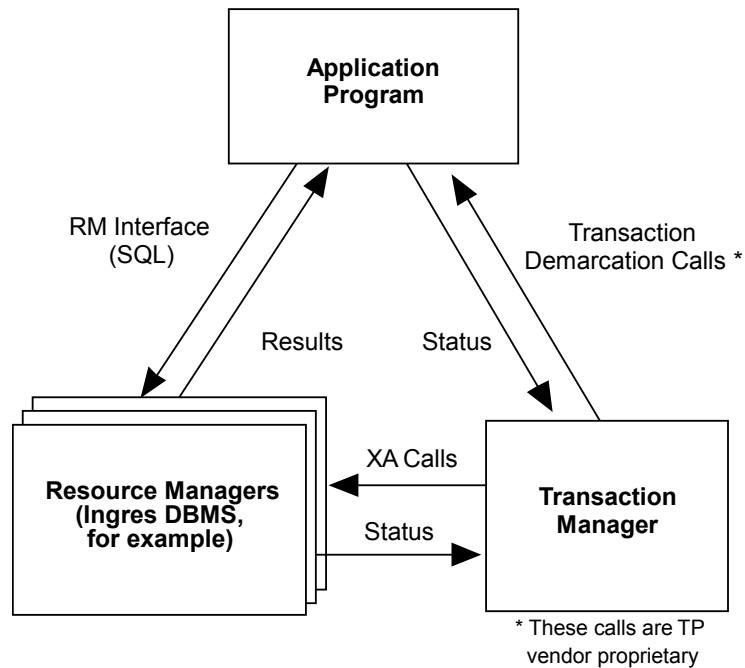 Application
Program
RM Interface
(SQL)
Transaction
Demarcation Calls *
Results
Status
XA Calls
Resource Managers
(Ingres DBMS,
for example)
Status
Transaction
Manager
* These calls are TP
vendor proprietary